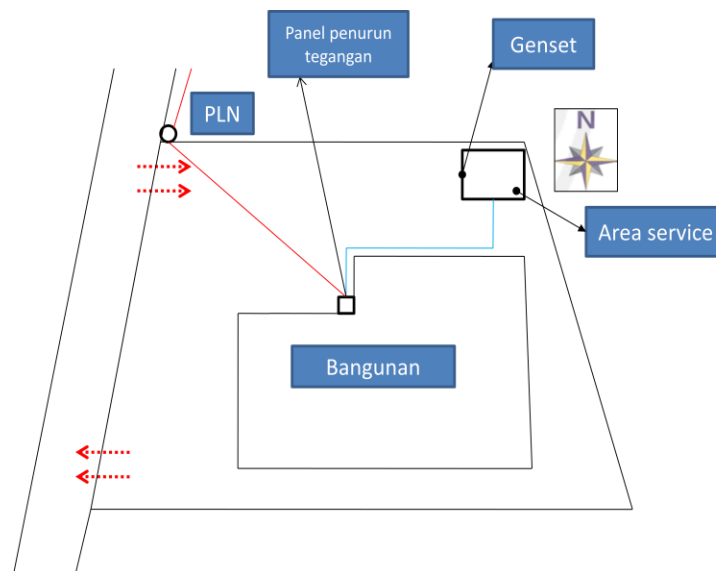 Panel penurun
tegangan
Genset
PLN
N
Area service
Bangunan